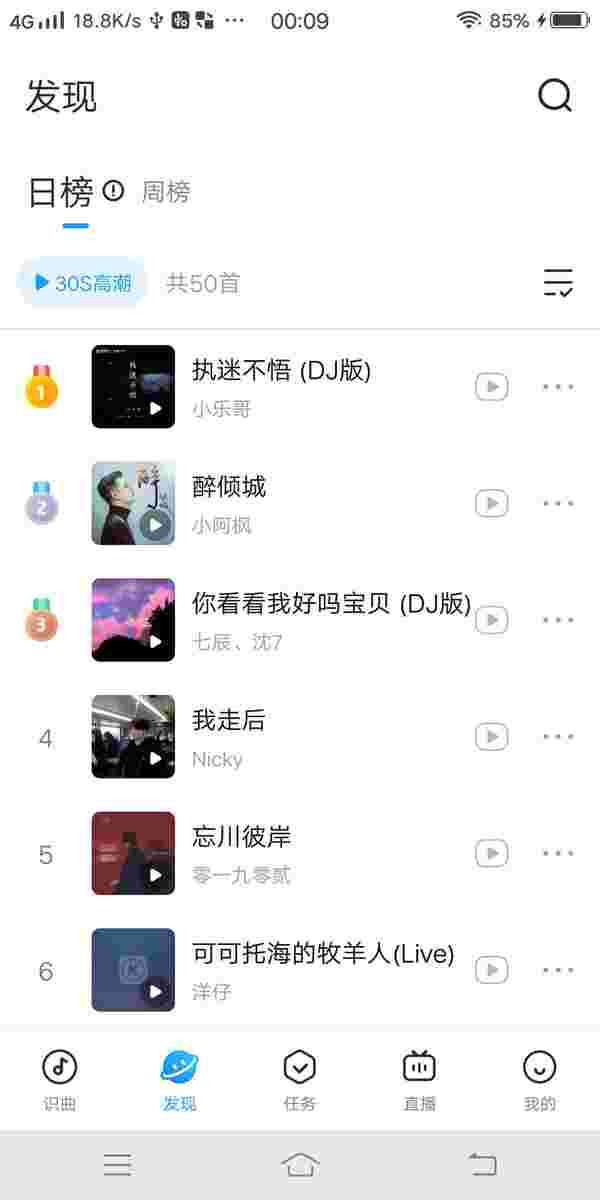 4G 18.8K/s ··· 00:09 85%
发现
日榜 周榜
30S高潮 共50首
1 执迷不悟 (DJ版)
小乐哥
2 醉倾城
小阿枫
3 你看看我好吗宝贝 (DJ版)
七辰、沈7
4 我走后
Nicky
5 忘川彼岸
零一九零贰
6 可可托海的牧羊人(Live)
洋仔
识曲 发现 任务 直播 我的